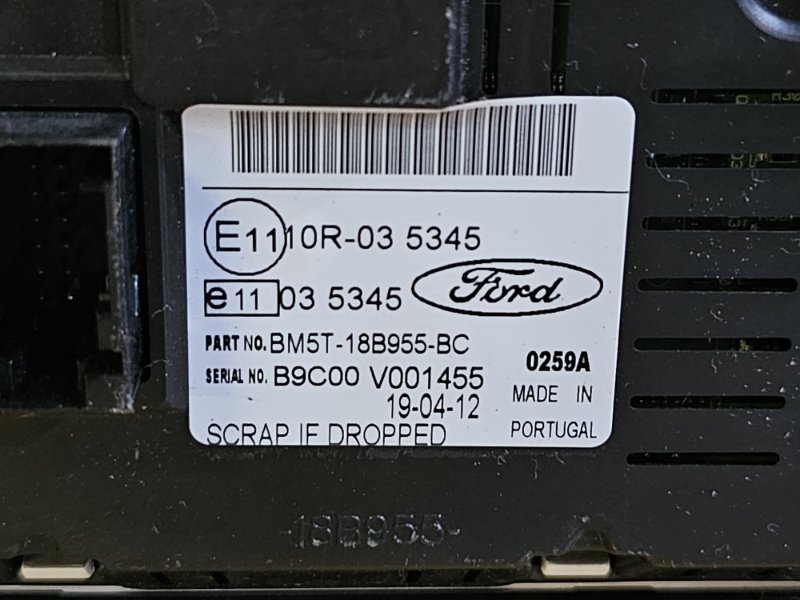 E11 10R-03 5345
e11 03 5345 Ford
PART NO. BM5T-18B955-BC
0259A
SERIAL NO. B9C00 V001455
19-04-12
MADE IN
PORTUGAL
SCRAP IF DROPPED
-18B955-